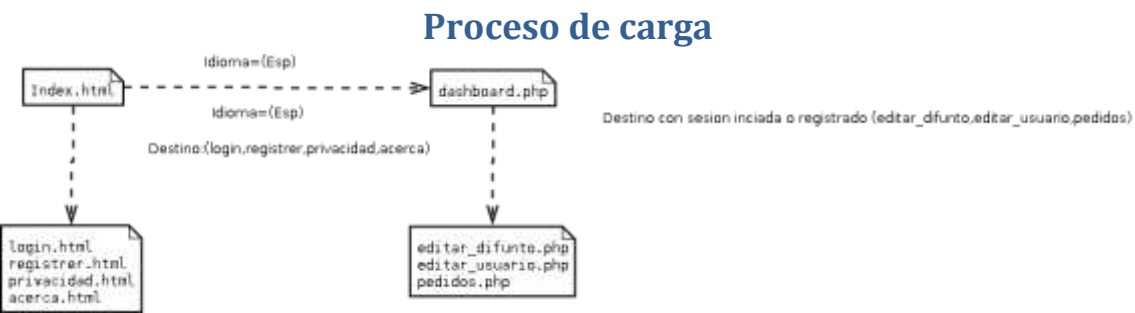 Proceso de carga
Idioma=(Esp)
Index.html
dashboard.php
Idioma=(Esp)
Destino con sesion inciada o registrado (editar_difunto,editar_usuario,pedidos)
Destino:(login,registrer,privacidad,acerca)
login.html
registrer.html
privacidad.html
acerca.html
editar_difunto.php
editar_usuario.php
pedidos.php